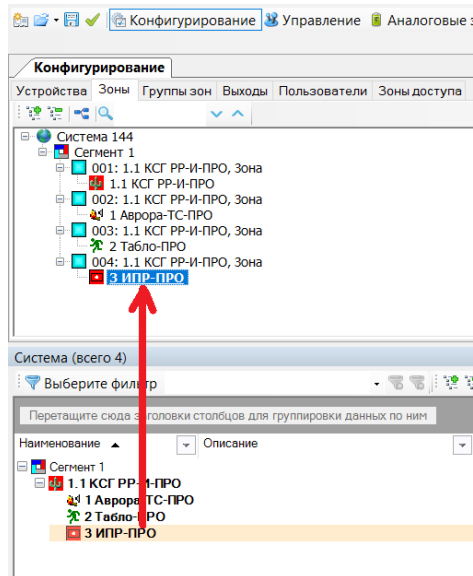 Конфигурирование Управление Аналоговые
Конфигурирование
Устройства Зоны Группы зон Выходы Пользователи Зоны доступа
Система 144
Сегмент 1
001: 1.1 КСГ РР-И-ПРО, Зона
1.1 КСГ РР-И-ПРО
002: 1.1 КСГ РР-И-ПРО, Зона
1 Аврора-ТС-ПРО
003: 1.1 КСГ РР-И-ПРО, Зона
2 Табло-ПРО
004: 1.1 КСГ РР-И-ПРО, Зона
3 ИПР-ПРО
Система (всего 4)
Выберите фильтр
Перетащите сюда заголовки столбцов для группировки данных по ним
Наименование Описание
Сегмент 1
1.1 КСГ РР-И-ПРО
1 Аврора-ТС-ПРО
2 Табло-ПРО
3 ИПР-ПРО